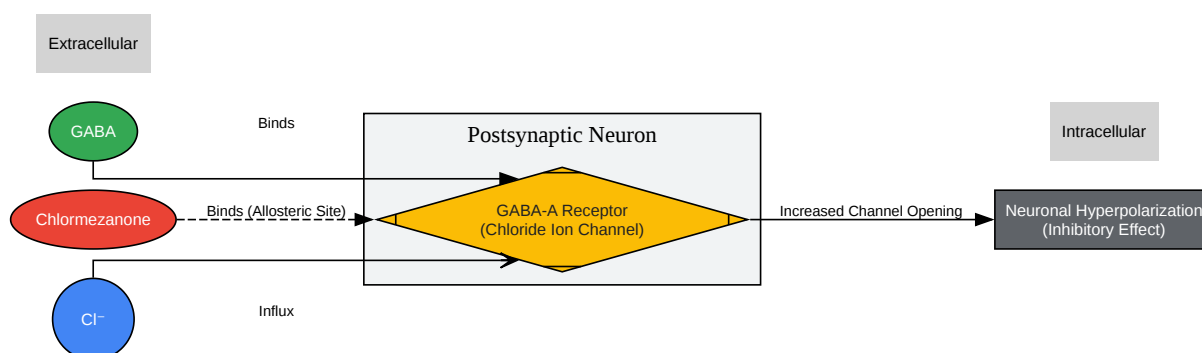 Extracellular
GABA
Binds
Postsynaptic Neuron
Intracellular
Chlormezanone
Binds (Allosteric Site)
GABA-A Receptor
(Chloride Ion Channel)
Increased Channel Opening
Neuronal Hyperpolarization
(Inhibitory Effect)
Cl⁻
Influx